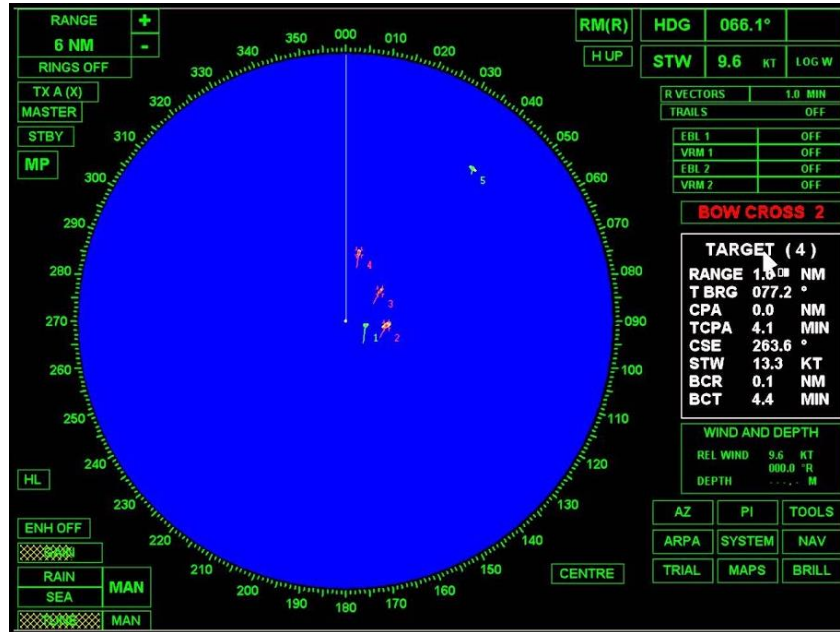 RANGE +
6 NM -
RINGS OFF
TX A (X)
MASTER
STBY
MP
RM(R)
H UP
HDG 066.1°
STW 9.6 KT LOG W
R VECTORS 1.0 MIN
TRAILS OFF
EBL 1 OFF
VRM 1 OFF
EBL 2 OFF
VRM 2 OFF
BOW CROSS 2
TARGET (4)
RANGE NM
T BRG 077.2 °
CPA 0.0 NM
TCPA 4.1 MIN
CSE 263.6 °
STW 13.3 KT
BCR 0.1 NM
BCT 4.4 MIN
WIND AND DEPTH
REL WIND 9.6 KT
000.0 °R
DEPTH ---.- M
AZ PI TOOLS
ARPA SYSTEM NAV
TRIAL MAPS BRILL
CENTRE
HL
ENH OFF
RAIN
SEA
MAN
TUNE MAN
000
010
020
030
040
050
060
070
080
090
100
110
120
130
140
150
160
170
180
190
200
210
220
230
240
250
260
270
280
290
300
310
320
330
340
350
5
4
3
1 2